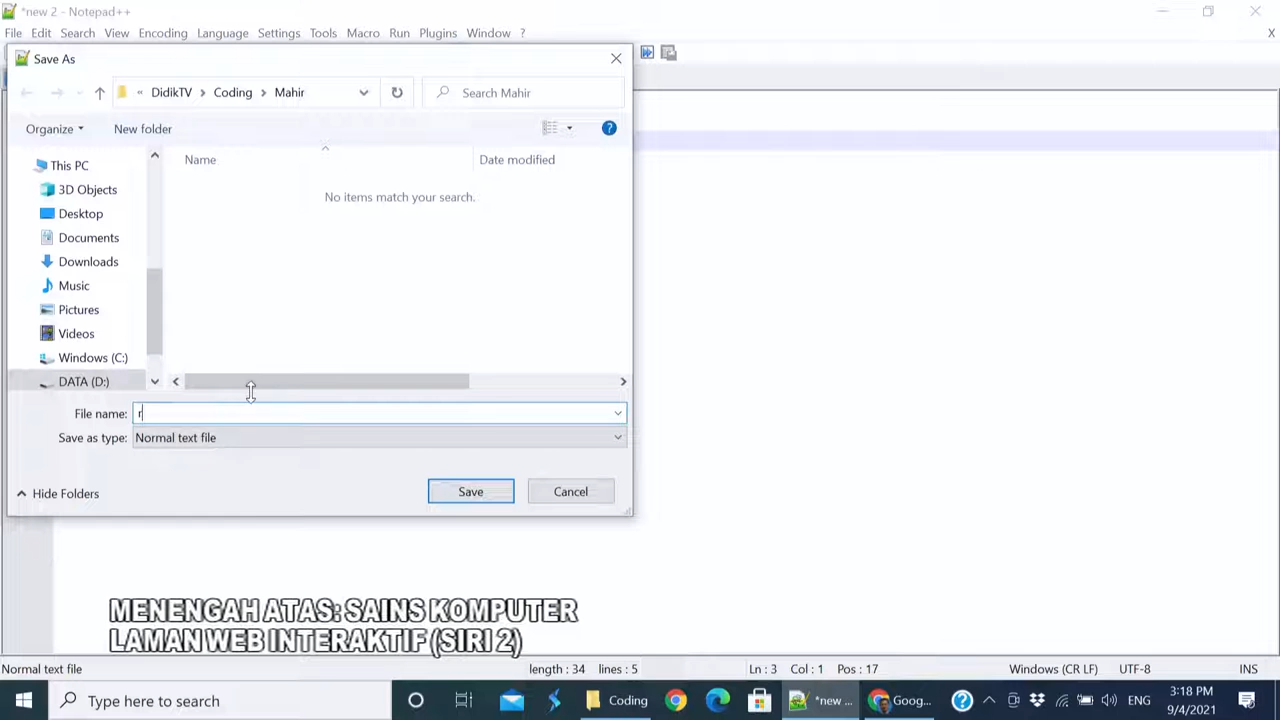 *new 2 - Notepad++
File Edit Search View Encoding Language Settings Tools Macro Run Plugins Window ? X
Save As
« DidikTV > Coding > Mahir
Search Mahir
Organize
New folder
Name
Date modified
No items match your search.
This PC
3D Objects
Desktop
Documents
Downloads
Music
Pictures
Videos
Windows (C:)
DATA (D:)
File name: r
Save as type: Normal text file
Hide Folders
Save
Cancel
MENENGAH ATAS: SAINS KOMPUTER
LAMAN WEB INTERAKTIF (SIRI 2)
Normal text file
length : 34 lines : 5
Ln : 3 Col : 1 Pos : 17
Windows (CR LF)
UTF-8
INS
Type here to search
Coding
*new ...
Goog...
ENG
3:18 PM
9/4/2021